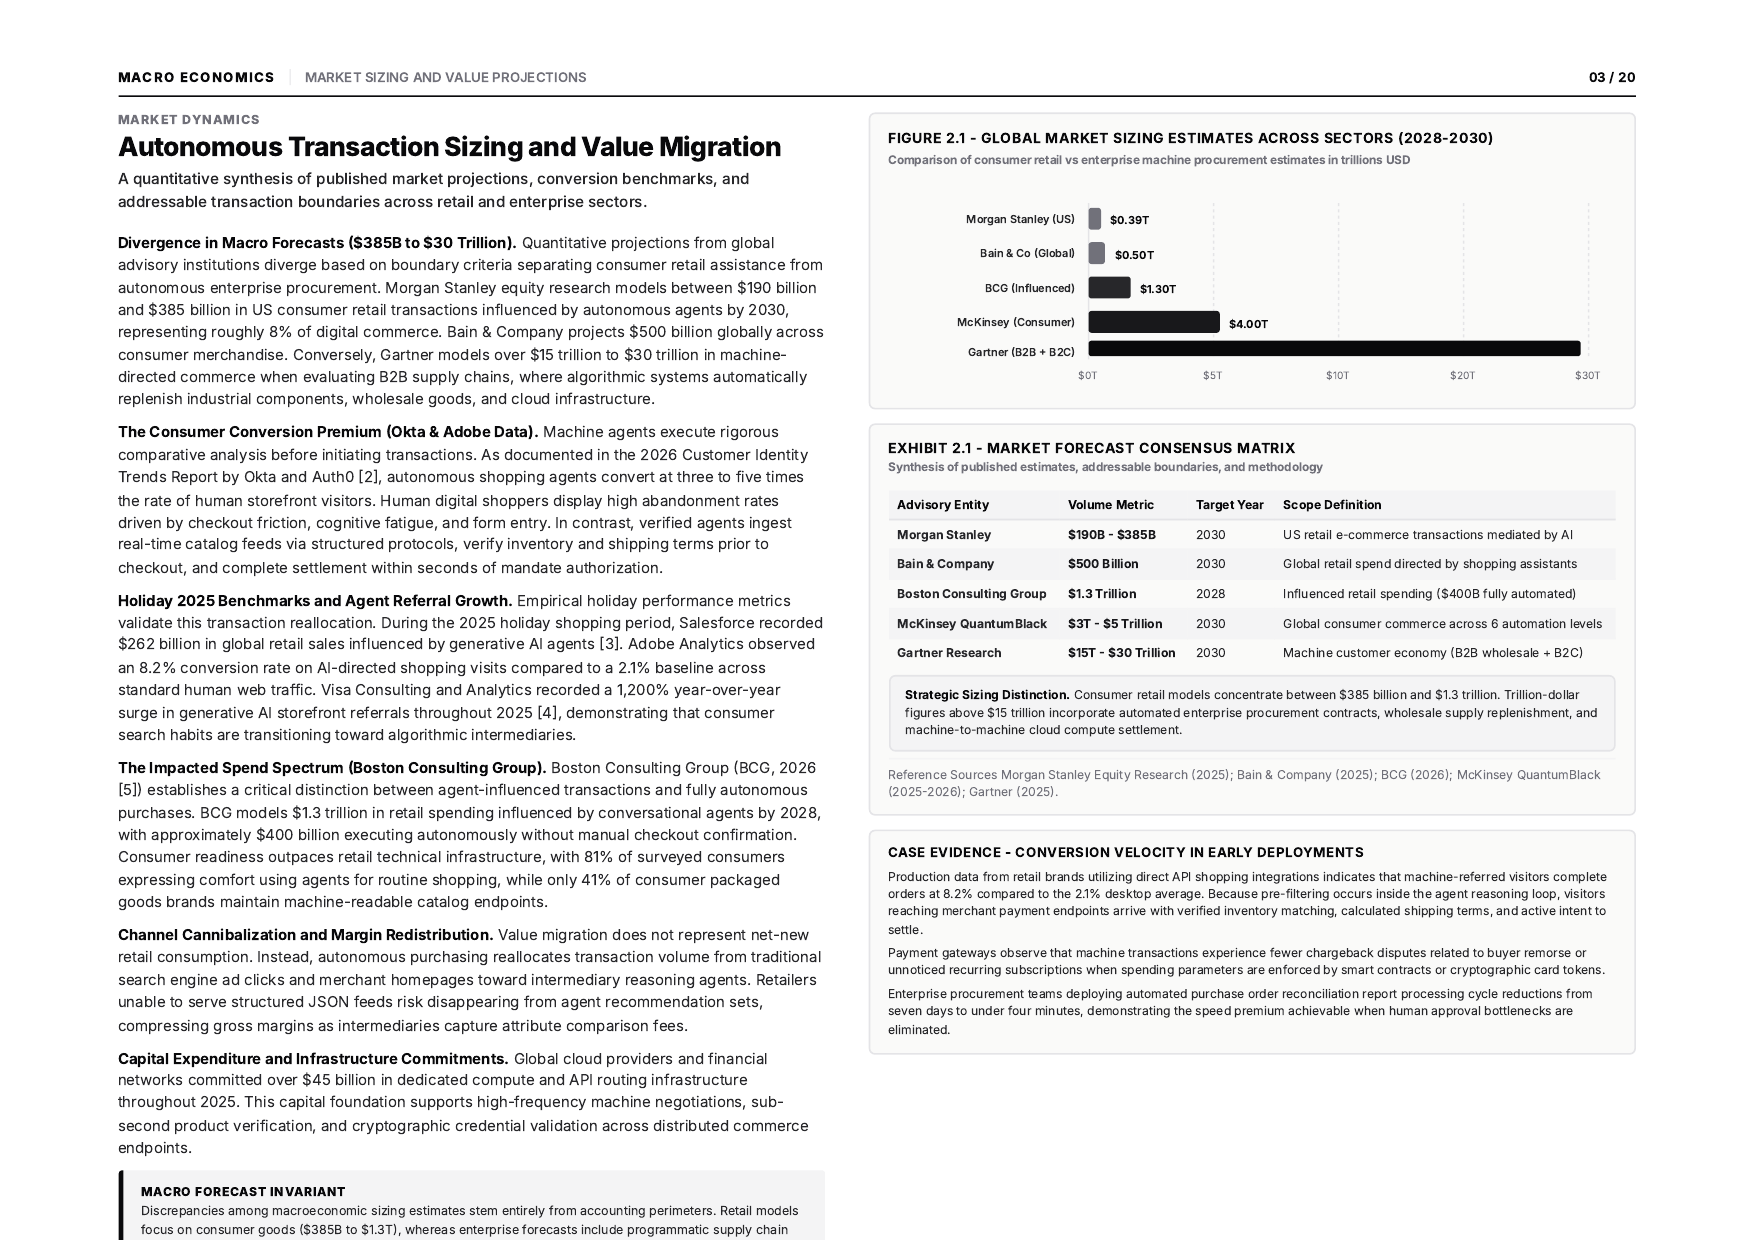 MACRO ECONOMICS
MARKET SIZING AND VALUE PROJECTIONS
03 / 20
MARKET DYNAMICS
Autonomous Transaction Sizing and Value Migration
A quantitative synthesis of published market projections, conversion benchmarks, and
addressable transaction boundaries across retail and enterprise sectors.
Divergence in Macro Forecasts ($385B to $30 Trillion). Quantitative projections from global
advisory institutions diverge based on boundary criteria separating consumer retail assistance from
autonomous enterprise procurement. Morgan Stanley equity research models between $190 billion
and $385 billion in US consumer retail transactions influenced by autonomous agents by 2030,
representing roughly 8% of digital commerce. Bain & Company projects $500 billion globally across
consumer merchandise. Conversely, Gartner models over $15 trillion to $30 trillion in machine-
directed commerce when evaluating B2B supply chains, where algorithmic systems automatically
replenish industrial components, wholesale goods, and cloud infrastructure.
The Consumer Conversion Premium (Okta & Adobe Data). Machine agents execute rigorous
comparative analysis before initiating transactions. As documented in the 2026 Customer Identity
Trends Report by Okta and Auth0 [2], autonomous shopping agents convert at three to five times
the rate of human storefront visitors. Human digital shoppers display high abandonment rates
driven by checkout friction, cognitive fatigue, and form entry. In contrast, verified agents ingest
real-time catalog feeds via structured protocols, verify inventory and shipping terms prior to
checkout, and complete settlement within seconds of mandate authorization.
Holiday 2025 Benchmarks and Agent Referral Growth. Empirical holiday performance metrics
validate this transaction reallocation. During the 2025 holiday shopping period, Salesforce recorded
$262 billion in global retail sales influenced by generative AI agents [3]. Adobe Analytics observed
an 8.2% conversion rate on AI-directed shopping visits compared to a 2.1% baseline across
standard human web traffic. Visa Consulting and Analytics recorded a 1,200% year-over-year
surge in generative AI storefront referrals throughout 2025 [4], demonstrating that consumer
search habits are transitioning toward algorithmic intermediaries.
The Impacted Spend Spectrum (Boston Consulting Group). Boston Consulting Group (BCG, 2026
[5]) establishes a critical distinction between agent-influenced transactions and fully autonomous
purchases. BCG models $1.3 trillion in retail spending influenced by conversational agents by 2028,
with approximately $400 billion executing autonomously without manual checkout confirmation.
Consumer readiness outpaces retail technical infrastructure, with 81% of surveyed consumers
expressing comfort using agents for routine shopping, while only 41% of consumer packaged
goods brands maintain machine-readable catalog endpoints.
Channel Cannibalization and Margin Redistribution. Value migration does not represent net-new
retail consumption. Instead, autonomous purchasing reallocates transaction volume from traditional
search engine ad clicks and merchant homepages toward intermediary reasoning agents. Retailers
unable to serve structured JSON feeds risk disappearing from agent recommendation sets,
compressing gross margins as intermediaries capture attribute comparison fees.
Capital Expenditure and Infrastructure Commitments. Global cloud providers and financial
networks committed over $45 billion in dedicated compute and API routing infrastructure
throughout 2025. This capital foundation supports high-frequency machine negotiations, sub-
second product verification, and cryptographic credential validation across distributed commerce
endpoints.
MACRO FORECAST INVARIANT
Discrepancies among macroeconomic sizing estimates stem entirely from accounting perimeters. Retail models
focus on consumer goods ($385B to $1.3T), whereas enterprise forecasts include programmatic supply chain
FIGURE 2.1 - GLOBAL MARKET SIZING ESTIMATES ACROSS SECTORS (2028-2030)
Comparison of consumer retail vs enterprise machine procurement estimates in trillions USD
Morgan Stanley (US) $0.39T
Bain & Co (Global) $0.50T
BCG (Influenced) $1.30T
McKinsey (Consumer) $4.00T
Gartner (B2B + B2C)
$0T $5T $10T $20T $30T
EXHIBIT 2.1 - MARKET FORECAST CONSENSUS MATRIX
Synthesis of published estimates, addressable boundaries, and methodology
Advisory Entity Volume Metric Target Year Scope Definition
Morgan Stanley $190B - $385B 2030 US retail e-commerce transactions mediated by AI
Bain & Company $500 Billion 2030 Global retail spend directed by shopping assistants
Boston Consulting Group $1.3 Trillion 2028 Influenced retail spending ($400B fully automated)
McKinsey QuantumBlack $3T - $5 Trillion 2030 Global consumer commerce across 6 automation levels
Gartner Research $15T - $30 Trillion 2030 Machine customer economy (B2B wholesale + B2C)
Strategic Sizing Distinction. Consumer retail models concentrate between $385 billion and $1.3 trillion. Trillion-dollar
figures above $15 trillion incorporate automated enterprise procurement contracts, wholesale supply replenishment, and
machine-to-machine cloud compute settlement.
Reference Sources Morgan Stanley Equity Research (2025); Bain & Company (2025); BCG (2026); McKinsey QuantumBlack
(2025-2026); Gartner (2025).
CASE EVIDENCE - CONVERSION VELOCITY IN EARLY DEPLOYMENTS
Production data from retail brands utilizing direct API shopping integrations indicates that machine-referred visitors complete
orders at 8.2% compared to the 2.1% desktop average. Because pre-filtering occurs inside the agent reasoning loop, visitors
reaching merchant payment endpoints arrive with verified inventory matching, calculated shipping terms, and active intent to
settle.
Payment gateways observe that machine transactions experience fewer chargeback disputes related to buyer remorse or
unnoticed recurring subscriptions when spending parameters are enforced by smart contracts or cryptographic card tokens.
Enterprise procurement teams deploying automated purchase order reconciliation report processing cycle reductions from
seven days to under four minutes, demonstrating the speed premium achievable when human approval bottlenecks are
eliminated.